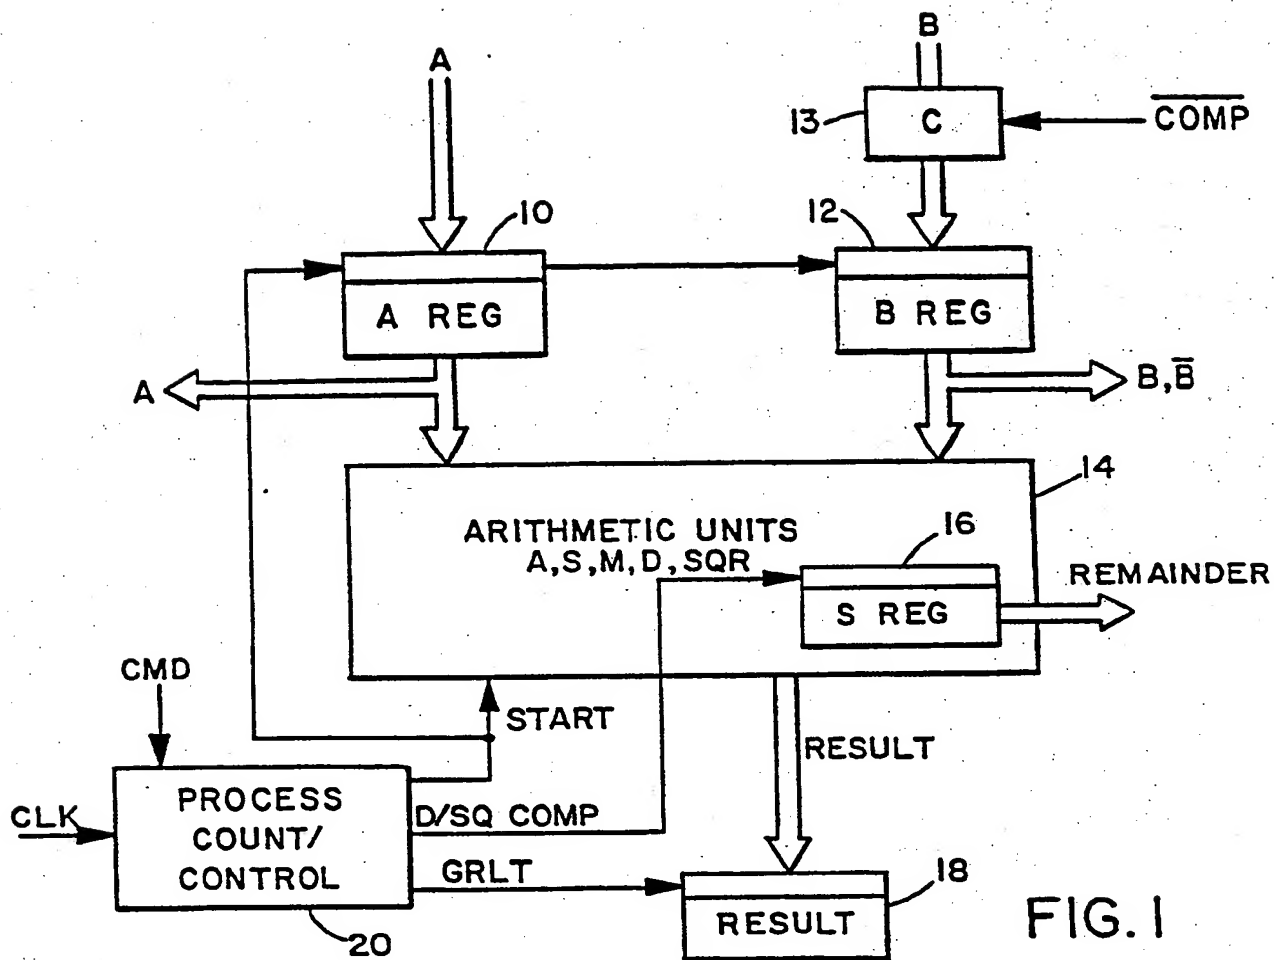 B
A
13
C
C̅O̅M̅P̅
10
12
A REG
B REG
A
B, B̅
14
ARITHMETIC UNITS
A, S, M, D, SQR
16
REMAINDER
S REG
CMD
START
RESULT
CLK
PROCESS
COUNT/
CONTROL
D/SQ COMP
GRLT
18
RESULT
20
FIG. 1